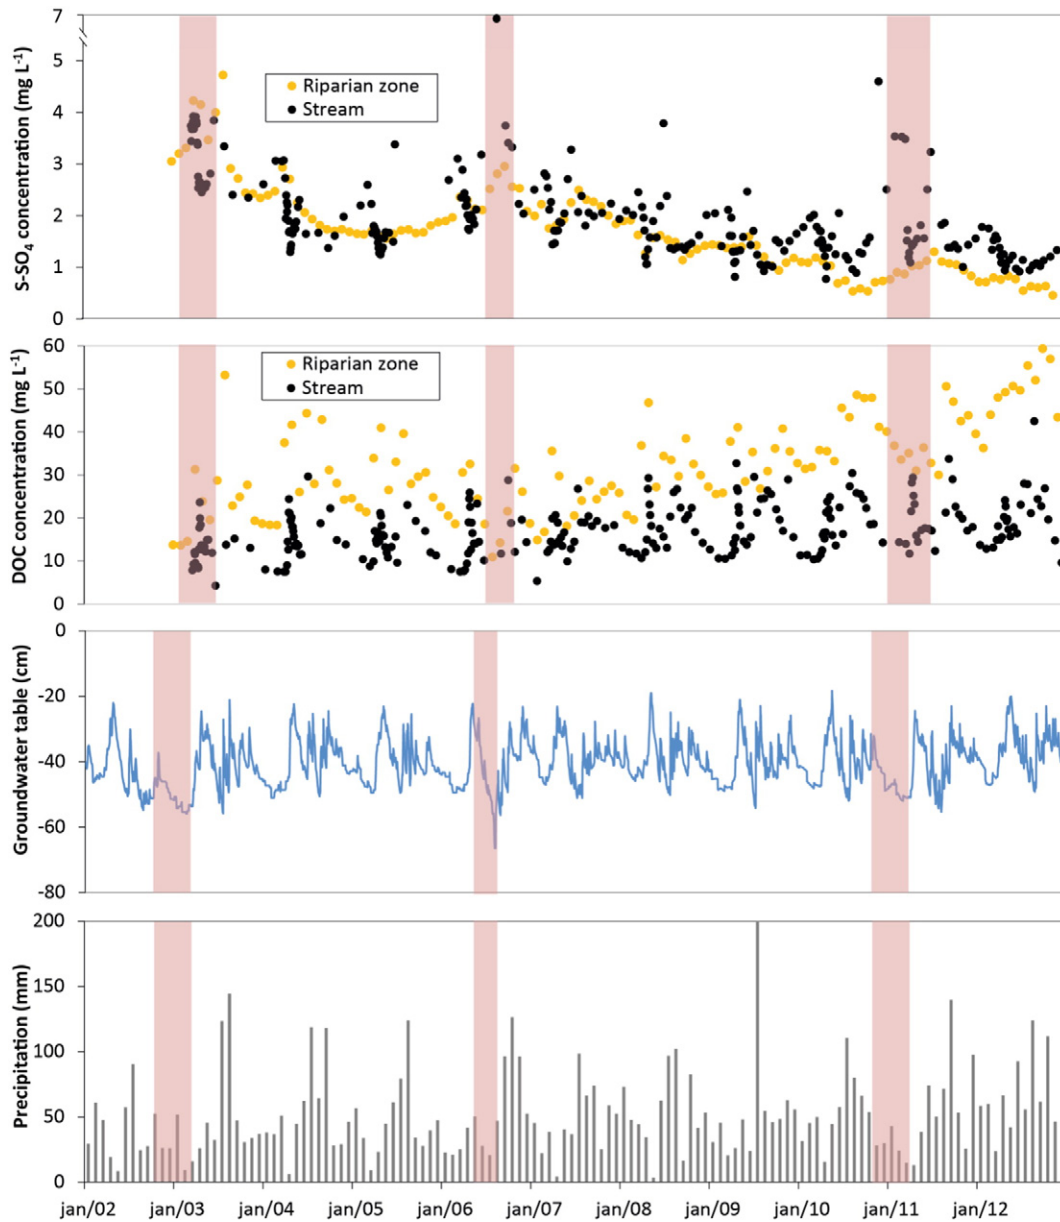 S-SO4 concentration (mg L-1)
7
5
4
3
2
1
0
Riparian zone
Stream
DOC concentration (mg L-1)
60
50
40
30
20
10
0
Riparian zone
Stream
Groundwater table (cm)
0
-20
-40
-60
-80
Precipitation (mm)
200
150
100
50
0
jan/02 jan/03 jan/04 jan/05 jan/06 jan/07 jan/08 jan/09 jan/10 jan/11 jan/12